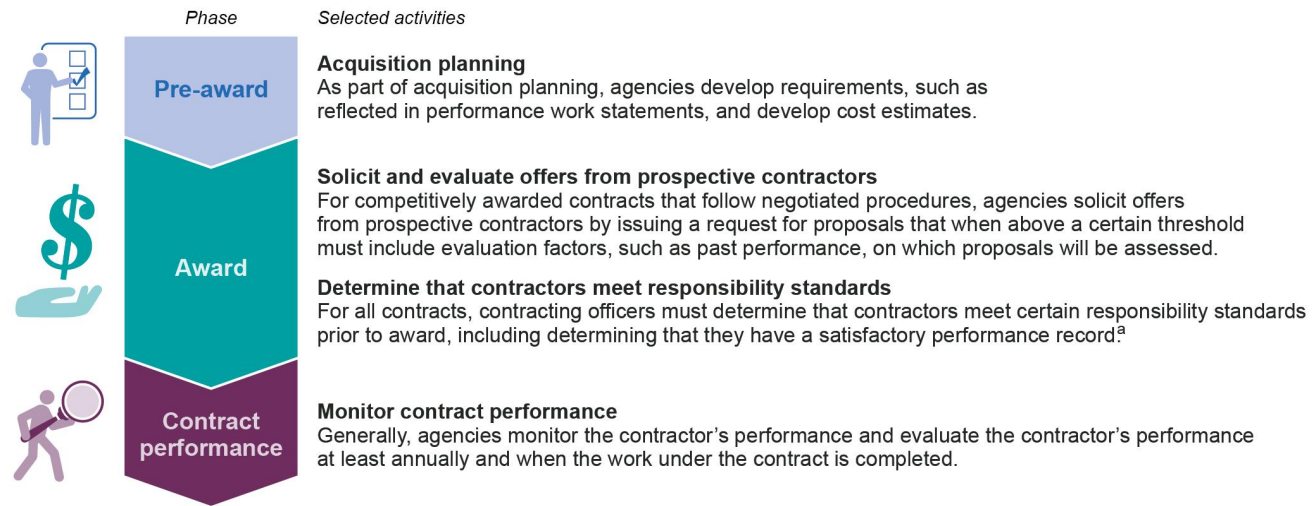 Phase Selected activities
Pre-award
Acquisition planning
As part of acquisition planning, agencies develop requirements, such as
reflected in performance work statements, and develop cost estimates.
Award
Solicit and evaluate offers from prospective contractors
For competitively awarded contracts that follow negotiated procedures, agencies solicit offers
from prospective contractors by issuing a request for proposals that when above a certain threshold
must include evaluation factors, such as past performance, on which proposals will be assessed.
Determine that contractors meet responsibility standards
For all contracts, contracting officers must determine that contractors meet certain responsibility standards
prior to award, including determining that they have a satisfactory performance record.a
Contract
performance
Monitor contract performance
Generally, agencies monitor the contractor's performance and evaluate the contractor's performance
at least annually and when the work under the contract is completed.